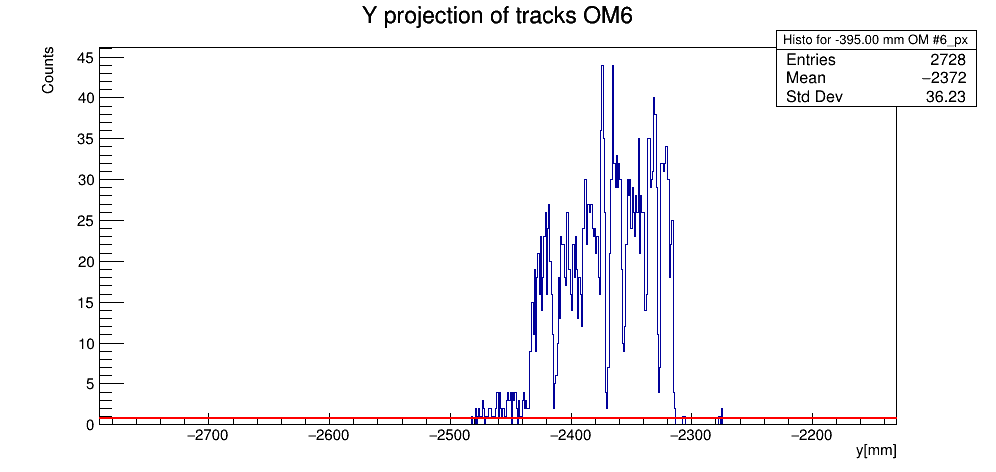 Y projection of tracks OM6
Histo for -395.00 mm OM #6_px
Entries 2728
Mean −2372
Std Dev 36.23
Counts
45
40
35
30
25
20
15
10
5
0
−2700 −2600 −2500 −2400 −2300 −2200
y[mm]